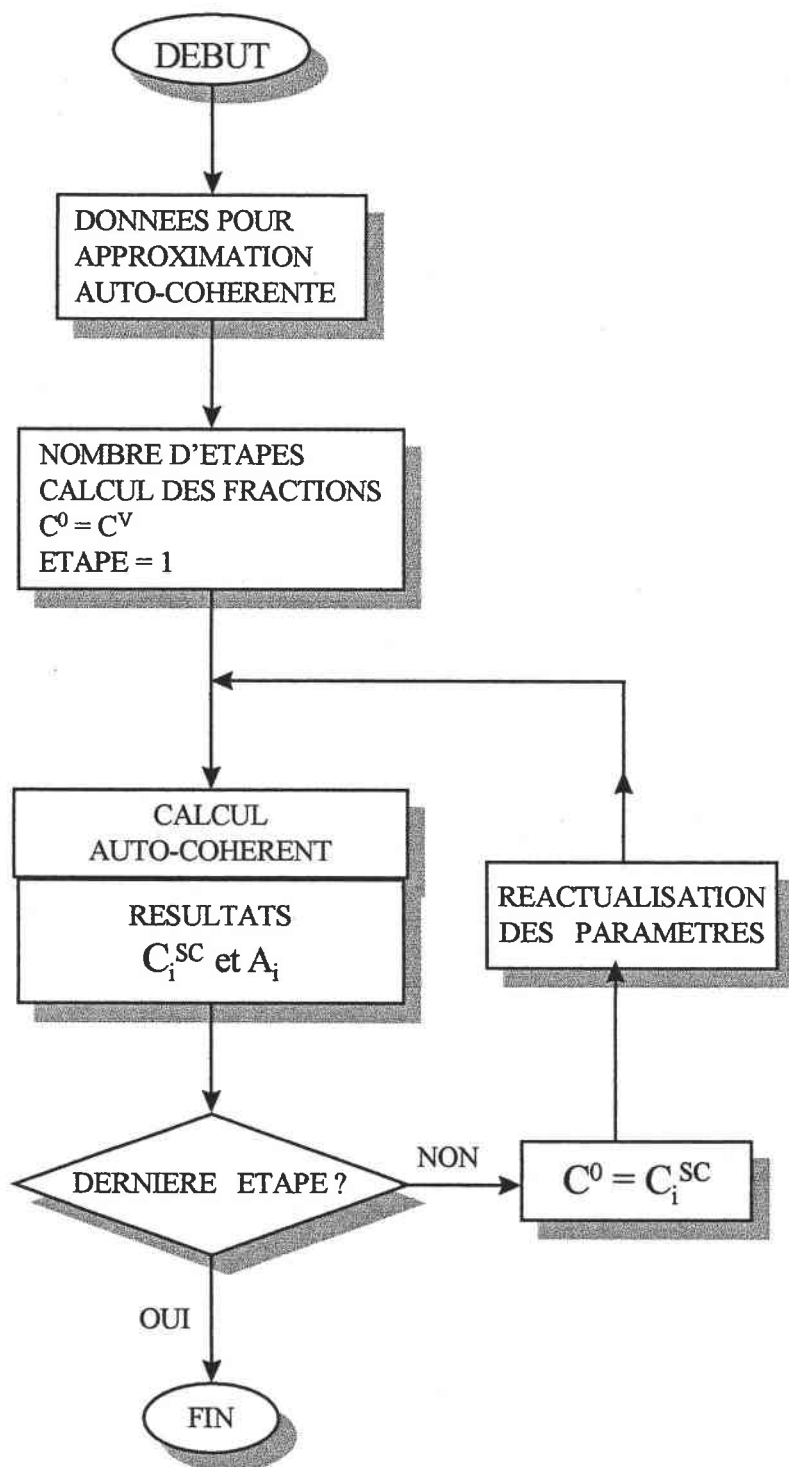 DEBUT
DONNEES POUR
APPROXIMATION
AUTO-COHERENTE
NOMBRE D'ETAPES
CALCUL DES FRACTIONS
C⁰ = Cⱽ
ETAPE = 1
CALCUL
AUTO-COHERENT
RESULTATS
Cᵢˢᶜ et Aᵢ
REACTUALISATION
DES PARAMETRES
DERNIERE ETAPE ?
NON
C⁰ = Cᵢˢᶜ
OUI
FIN